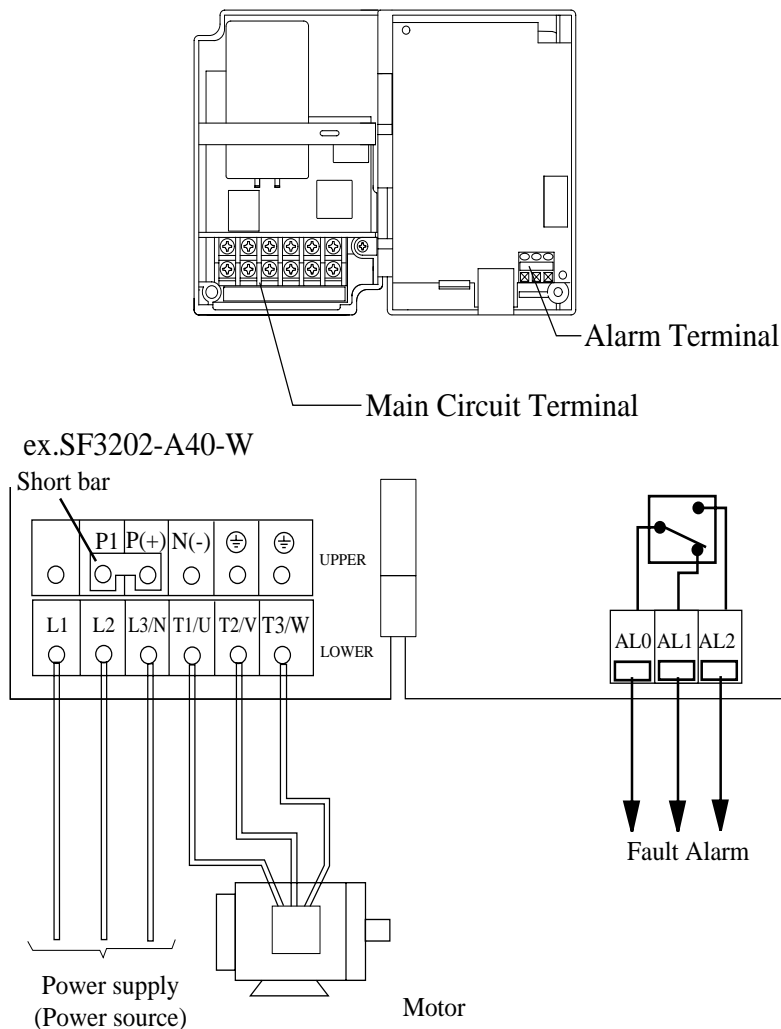 Alarm Terminal
Main Circuit Terminal
ex.SF3202-A40-W
Short bar
P1 P(+) N(-)
UPPER
L1 L2 L3/N T1/U T2/V T3/W
LOWER
AL0 AL1 AL2
Fault Alarm
Power supply
(Power source)
Motor